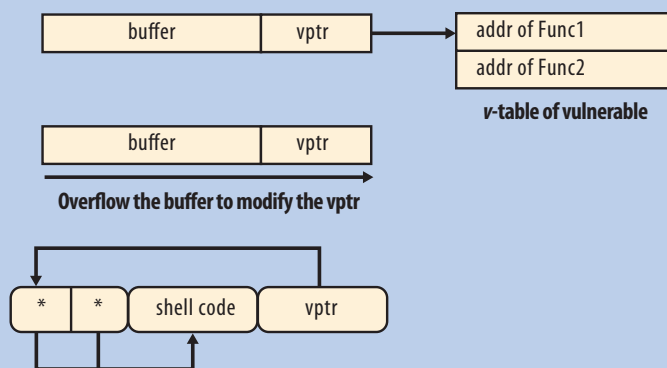 buffer vptr addr of Func1
addr of Func2
v-table of vulnerable
buffer vptr
Overflow the buffer to modify the vptr
* * shell code vptr